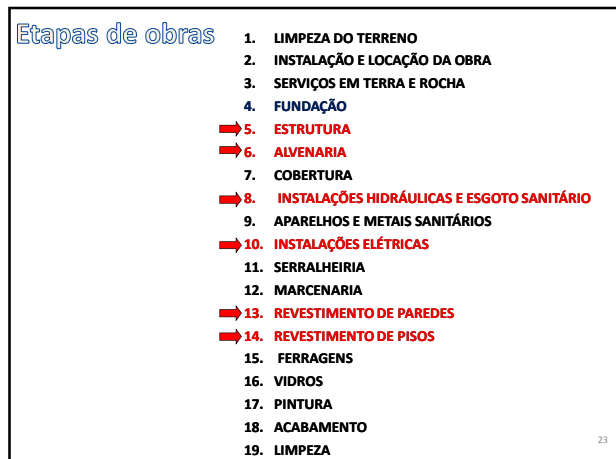 Etapas de obras
1. LIMPEZA DO TERRENO
2. INSTALAÇÃO E LOCAÇÃO DA OBRA
3. SERVIÇOS EM TERRA E ROCHA
4. FUNDAÇÃO
5. ESTRUTURA
6. ALVENARIA
7. COBERTURA
8. INSTALAÇÕES HIDRÁULICAS E ESGOTO SANITÁRIO
9. APARELHOS E METAIS SANITÁRIOS
10. INSTALAÇÕES ELÉTRICAS
11. SERRALHEIRIA
12. MARCENARIA
13. REVESTIMENTO DE PAREDES
14. REVESTIMENTO DE PISOS
15. FERRAGENS
16. VIDROS
17. PINTURA
18. ACABAMENTO
19. LIMPEZA
23